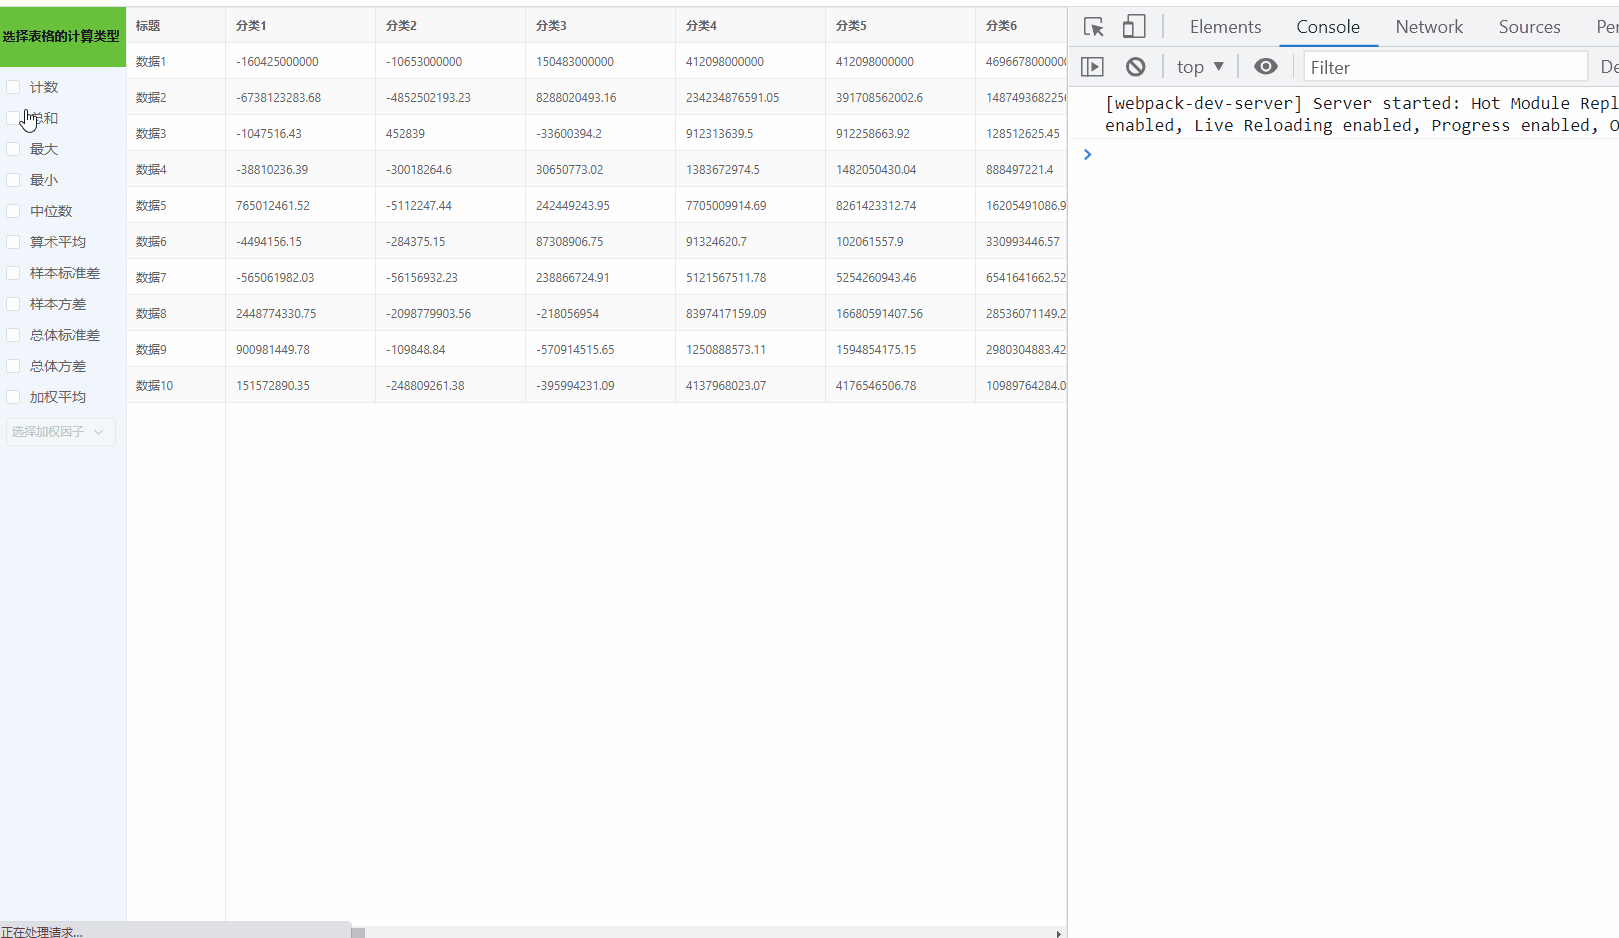 选择表格的计算类型
计数
总和
最大
最小
中位数
算术平均
样本标准差
样本方差
总体标准差
总体方差
加权平均
选择加权因子
标题 分类1 分类2 分类3 分类4 分类5 分类6
数据1 -160425000000 -10653000000 150483000000 412098000000 412098000000 469667800000
数据2 -6738123283.68 -4852502193.23 8288020493.16 234234876591.05 391708562002.6 148749368225
数据3 -1047516.43 452839 -33600394.2 912313639.5 912258663.92 128512625.45
数据4 -38810236.39 -30018264.6 30650773.02 1383672974.5 1482050430.04 888497221.4
数据5 765012461.52 -5112247.44 242449243.95 7705009914.69 8261423312.74 16205491086.9
数据6 -4494156.15 -284375.15 87308906.75 91324620.7 102061557.9 330993446.57
数据7 -565061982.03 -56156932.23 238866724.91 5121567511.78 5254260943.46 6541641662.52
数据8 2448774330.75 -2098779903.56 -218056954 8397417159.09 16680591407.56 28536071149.2
数据9 900981449.78 -109848.84 -570914515.65 1250888573.11 1594854175.15 2980304883.42
数据10 151572890.35 -248809261.38 -395994231.09 4137968023.07 4176546506.78 10989764284.0
正在处理请求...
Elements Console Network Sources Per
top ▼ Filter De
[webpack-dev-server] Server started: Hot Module Repl
enabled, Live Reloading enabled, Progress enabled, O